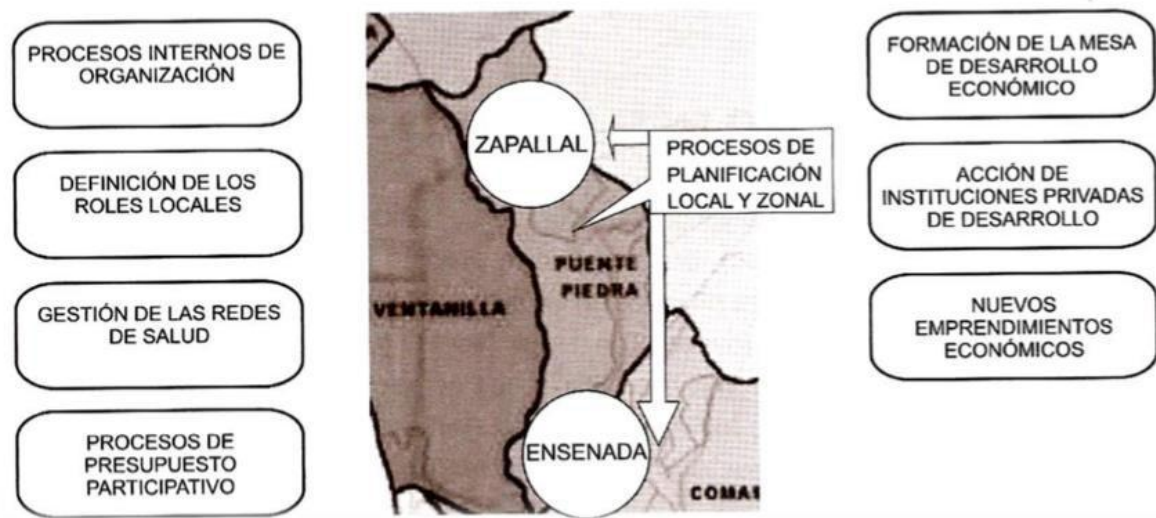 PROCESOS INTERNOS DE
ORGANIZACIÓN
DEFINICIÓN DE LOS
ROLES LOCALES
GESTIÓN DE LAS REDES
DE SALUD
PROCESOS DE
PRESUPUESTO
PARTICIPATIVO
ZAPALLAL
PROCESOS DE
PLANIFICACIÓN
LOCAL Y ZONAL
PUENTE
PIEDRA
VENTANILLA
ENSENADA
COMAS
FORMACIÓN DE LA MESA
DE DESARROLLO
ECONÓMICO
ACCIÓN DE
INSTITUCIONES PRIVADAS
DE DESARROLLO
NUEVOS
EMPRENDIMIENTOS
ECONÓMICOS